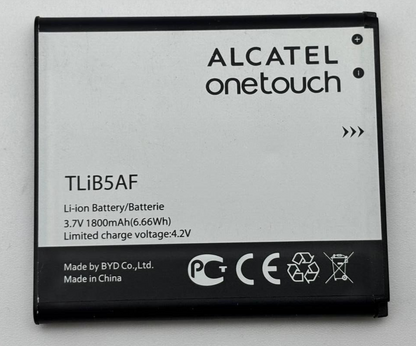 ALCATEL
onetouch
TLiB5AF
Li-ion Battery/Batterie
3.7V 1800mAh(6.66Wh)
Limited charge voltage:4.2V
Made by BYD Co.,Ltd.
Made in China